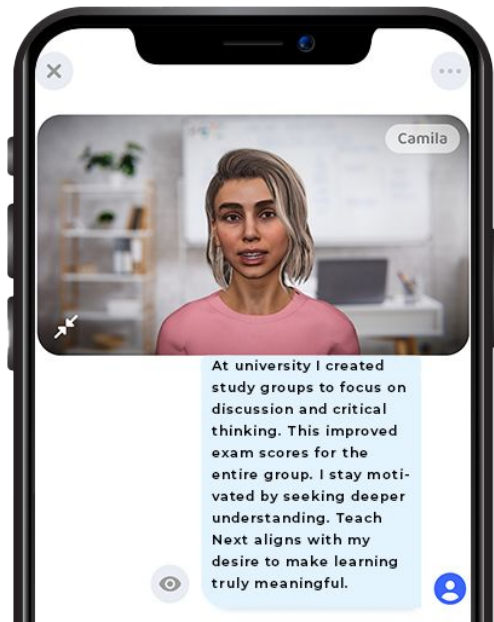 Camila
At university I created
study groups to focus on
discussion and critical
thinking. This improved
exam scores for the
entire group. I stay moti-
vated by seeking deeper
understanding. Teach
Next aligns with my
desire to make learning
truly meaningful.